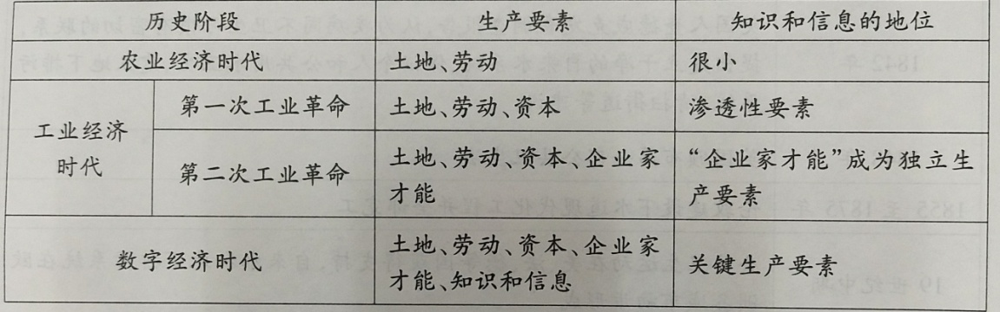 历史阶段 生产要素 知识和信息的地位
农业经济时代 土地、劳动 很小
工业经济时代 第一次工业革命 土地、劳动、资本 渗透性要素
第二次工业革命 土地、劳动、资本、企业家才能 “企业家才能”成为独立生产要素
数字经济时代 土地、劳动、资本、企业家才能、知识和信息 关键生产要素